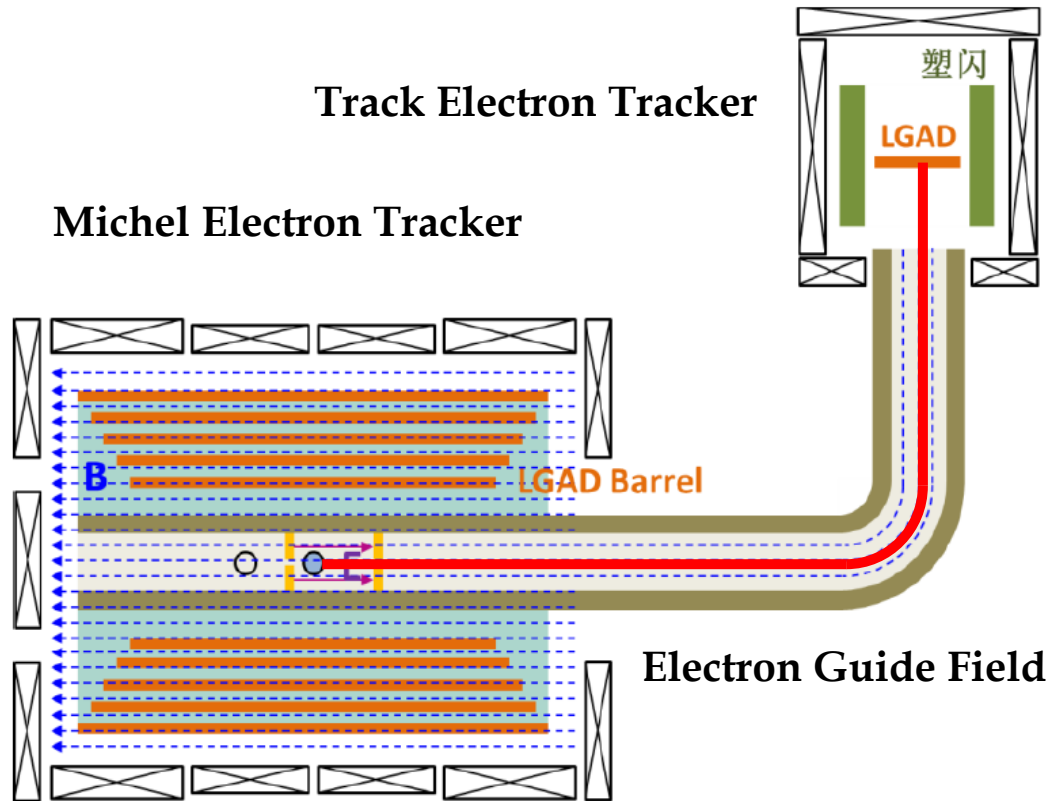 塑闪
Track Electron Tracker
LGAD
Michel Electron Tracker
B
LGAD Barrel
E
Electron Guide Field